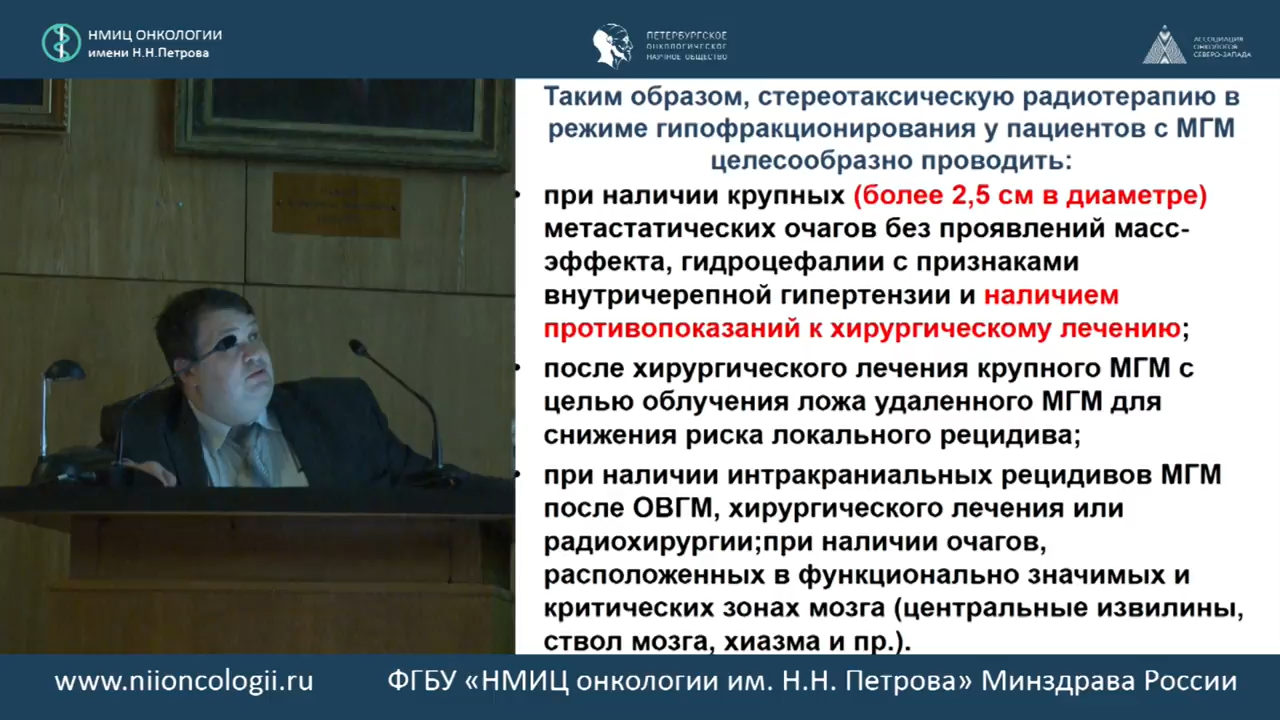 НМИЦ ОНКОЛОГИИ
имени Н.Н.Петрова
ПЕТЕРБУРГСКОЕ
ОНКОЛОГИЧЕСКОЕ
НАУЧНОЕ ОБЩЕСТВО
АССОЦИАЦИЯ
ОНКОЛОГОВ
СЕВЕРО-ЗАПАДА
Таким образом, стереотаксическую радиотерапию в
режиме гипофракционирования у пациентов с МГМ
целесообразно проводить:
• при наличии крупных (более 2,5 см в диаметре)
метастатических очагов без проявлений масс-
эффекта, гидроцефалии с признаками
внутричерепной гипертензии и наличием
противопоказаний к хирургическому лечению;
• после хирургического лечения крупного МГМ с
целью облучения ложа удаленного МГМ для
снижения риска локального рецидива;
• при наличии интракраниальных рецидивов МГМ
после ОВГМ, хирургического лечения или
радиохирургии;при наличии очагов,
расположенных в функционально значимых и
критических зонах мозга (центральные извилины,
ствол мозга, хиазма и пр.).
www.niioncologii.ru
ФГБУ «НМИЦ онкологии им. Н.Н. Петрова» Минздрава России